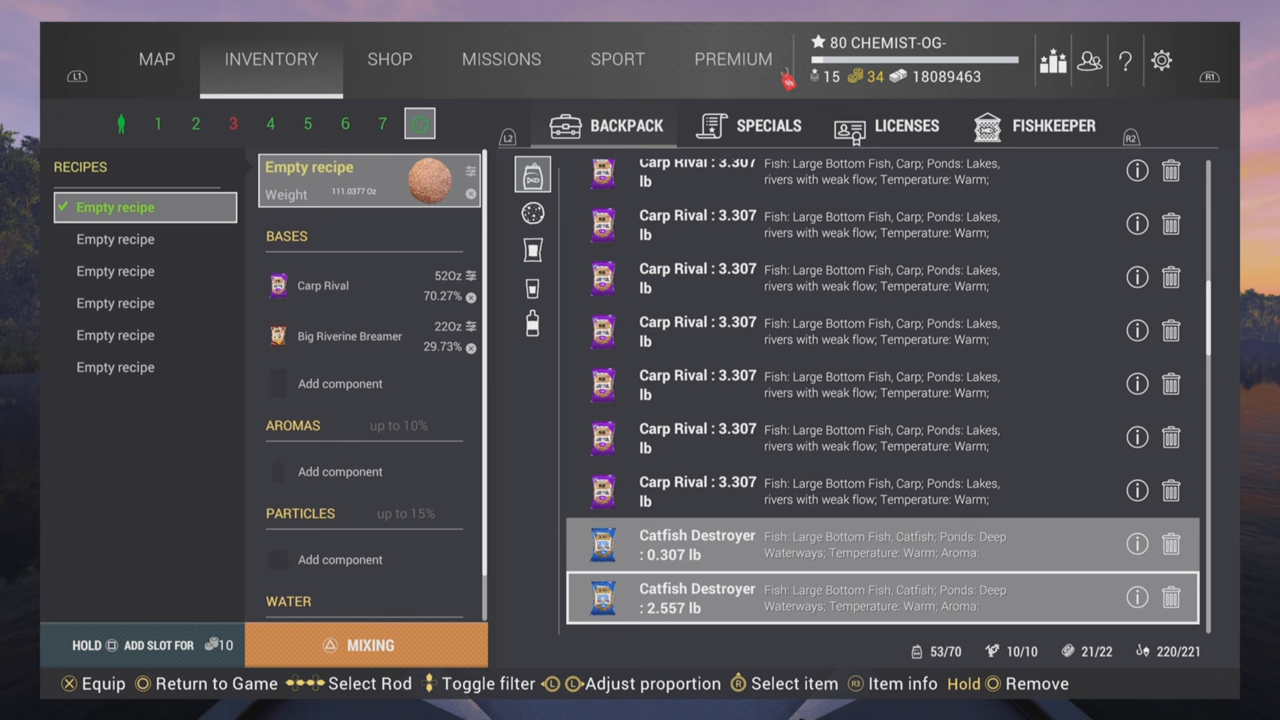 L1
MAP
INVENTORY
SHOP
MISSIONS
SPORT
PREMIUM
80 CHEMIST-OG-
15 34 18089463
?
R1
1 2 3 4 5 6 7
L2
BACKPACK
SPECIALS
LICENSES
FISHKEEPER
R2
RECIPES
Empty recipe
Empty recipe
Empty recipe
Empty recipe
Empty recipe
Empty recipe
HOLD ADD SLOT FOR 10
Empty recipe
Weight 111.0377 Oz
BASES
Carp Rival 52Oz
70.27%
Big Riverine Breamer 22Oz
29.73%
Add component
AROMAS up to 10%
Add component
PARTICLES up to 15%
Add component
WATER
MIXING
Carp Rival : 3.307 Fish: Large Bottom Fish, Carp; Ponds: Lakes,
lb rivers with weak flow; Temperature: Warm;
Carp Rival : 3.307 Fish: Large Bottom Fish, Carp; Ponds: Lakes,
lb rivers with weak flow; Temperature: Warm;
Carp Rival : 3.307 Fish: Large Bottom Fish, Carp; Ponds: Lakes,
lb rivers with weak flow; Temperature: Warm;
Carp Rival : 3.307 Fish: Large Bottom Fish, Carp; Ponds: Lakes,
lb rivers with weak flow; Temperature: Warm;
Carp Rival : 3.307 Fish: Large Bottom Fish, Carp; Ponds: Lakes,
lb rivers with weak flow; Temperature: Warm;
Carp Rival : 3.307 Fish: Large Bottom Fish, Carp; Ponds: Lakes,
lb rivers with weak flow; Temperature: Warm;
Carp Rival : 3.307 Fish: Large Bottom Fish, Carp; Ponds: Lakes,
lb rivers with weak flow; Temperature: Warm;
Catfish Destroyer Fish: Large Bottom Fish, Catfish; Ponds: Deep
: 0.307 lb Waterways; Temperature: Warm; Aroma:
Catfish Destroyer Fish: Large Bottom Fish, Catfish; Ponds: Deep
: 2.557 lb Waterways; Temperature: Warm; Aroma:
53/70 10/10 21/22 220/221
Equip Return to Game Select Rod Toggle filter L L Adjust proportion R Select item R3 Item info Hold Remove